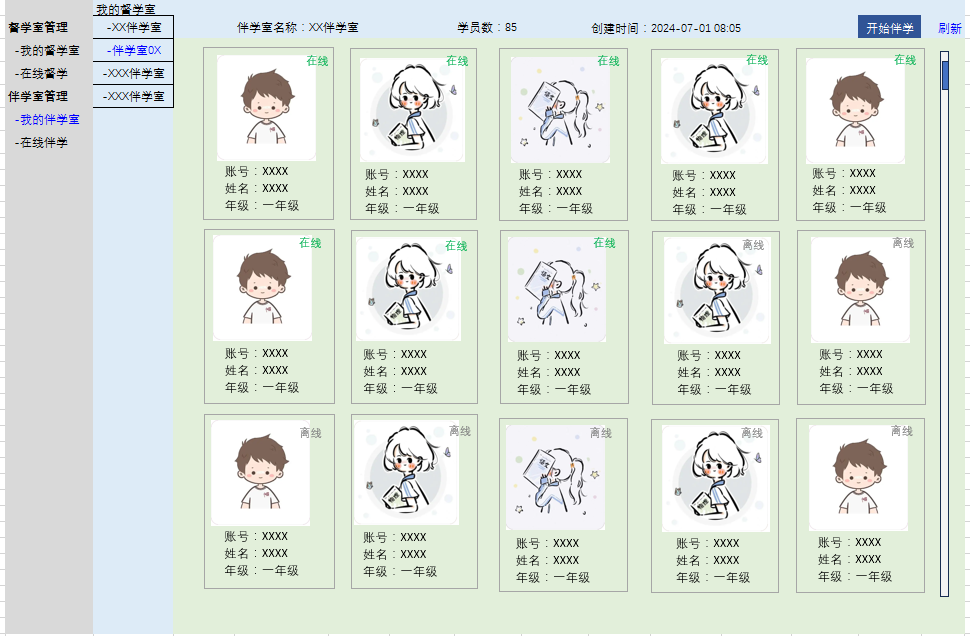 我的督学室
督学室管理
-我的督学室
-在线督学
伴学室管理
-我的伴学室
-在线伴学
-XX伴学室
-伴学室0X
-XXX伴学室
-XXX伴学室
伴学室名称：XX伴学室 学员数：85 创建时间：2024-07-01 08:05 开始伴学 刷新
在线
账号：XXXX
姓名：XXXX
年级：一年级
在线
账号：XXXX
姓名：XXXX
年级：一年级
在线
账号：XXXX
姓名：XXXX
年级：一年级
在线
账号：XXXX
姓名：XXXX
年级：一年级
在线
账号：XXXX
姓名：XXXX
年级：一年级
在线
账号：XXXX
姓名：XXXX
年级：一年级
在线
账号：XXXX
姓名：XXXX
年级：一年级
在线
账号：XXXX
姓名：XXXX
年级：一年级
离线
账号：XXXX
姓名：XXXX
年级：一年级
离线
账号：XXXX
姓名：XXXX
年级：一年级
离线
账号：XXXX
姓名：XXXX
年级：一年级
离线
账号：XXXX
姓名：XXXX
年级：一年级
离线
账号：XXXX
姓名：XXXX
年级：一年级
离线
账号：XXXX
姓名：XXXX
年级：一年级
离线
账号：XXXX
姓名：XXXX
年级：一年级